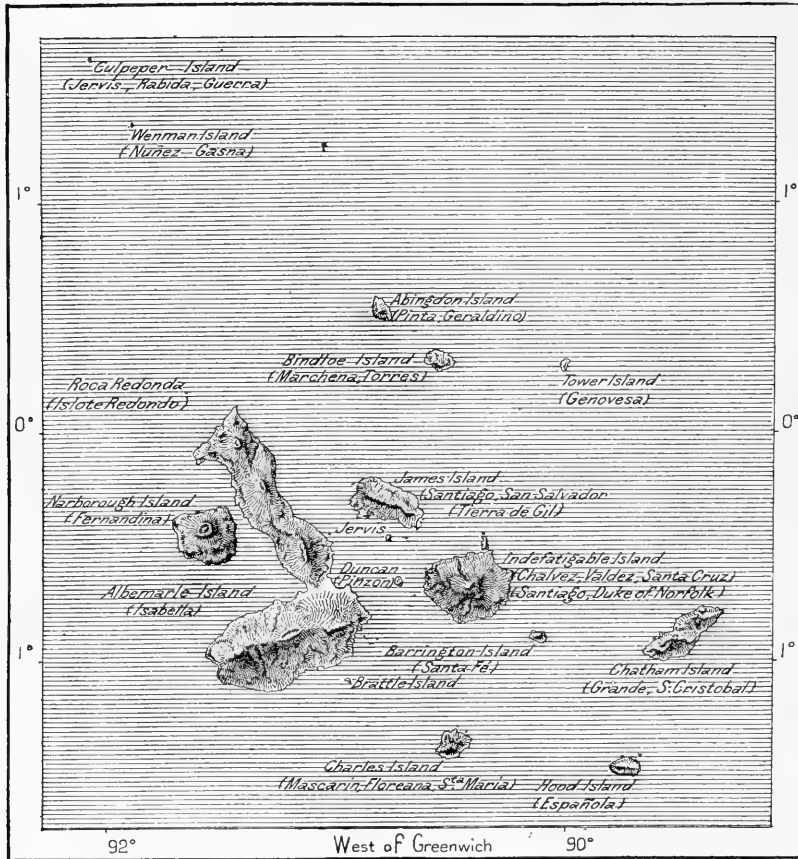 Culpeper Island
(Jervis, Rabida, Guerra)
Wenman Island
(Nuñez Gasna)
1°
1°
Abingdon Island
(Pinta, Geraldino)
Bindloe Island
(Marchena, Torres)
Tower Island
(Genovesa)
Roca Redonda
(Islote Redondo)
0°
0°
James Island
(Santiago, San Salvador
(Tierra de Gil)
Narborough Island
(Fernandina)
Jervis
Duncan
(Pinzon)
Indefatigable Island
(Chalvez, Valdez, Santa Cruz)
(Santiago, Duke of Norfolk)
Albemarle Island
(Isabella)
Barrington Island
(Santa Fé)
1°
1°
Brattle Island
Chatham Island
(Grande, S. Cristobal)
Charles Island
(Mascarin, Floreana, Sta Maria)
Hood Island
(Española)
92°
West of Greenwich
90°